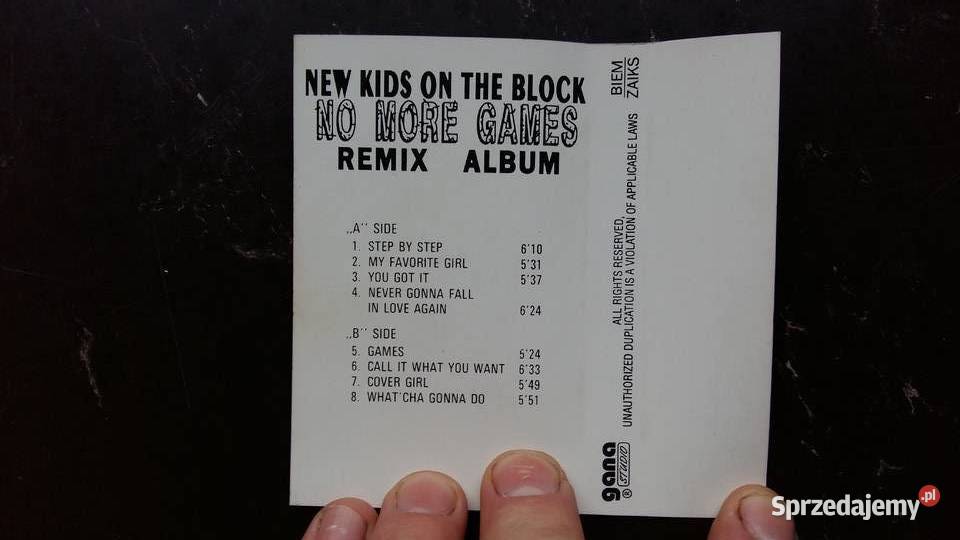 NEW KIDS ON THE BLOCK
NO MORE GAMES
REMIX ALBUM
„A" SIDE
1. STEP BY STEP 6'10
2. MY FAVORITE GIRL 5'31
3. YOU GOT IT 5'37
4. NEVER GONNA FALL
IN LOVE AGAIN 6'24
„B" SIDE
5. GAMES 5'24
6. CALL IT WHAT YOU WANT 6'33
7. COVER GIRL 5'49
8. WHAT'CHA GONNA DO 5'51
gana
STUDIO
®
ALL RIGHTS RESERVED,
UNAUTHORIZED DUPLICATION IS A VIOLATION OF APPLICABLE LAWS
BIEM
ZAIKS
Sprzedajemy.pl